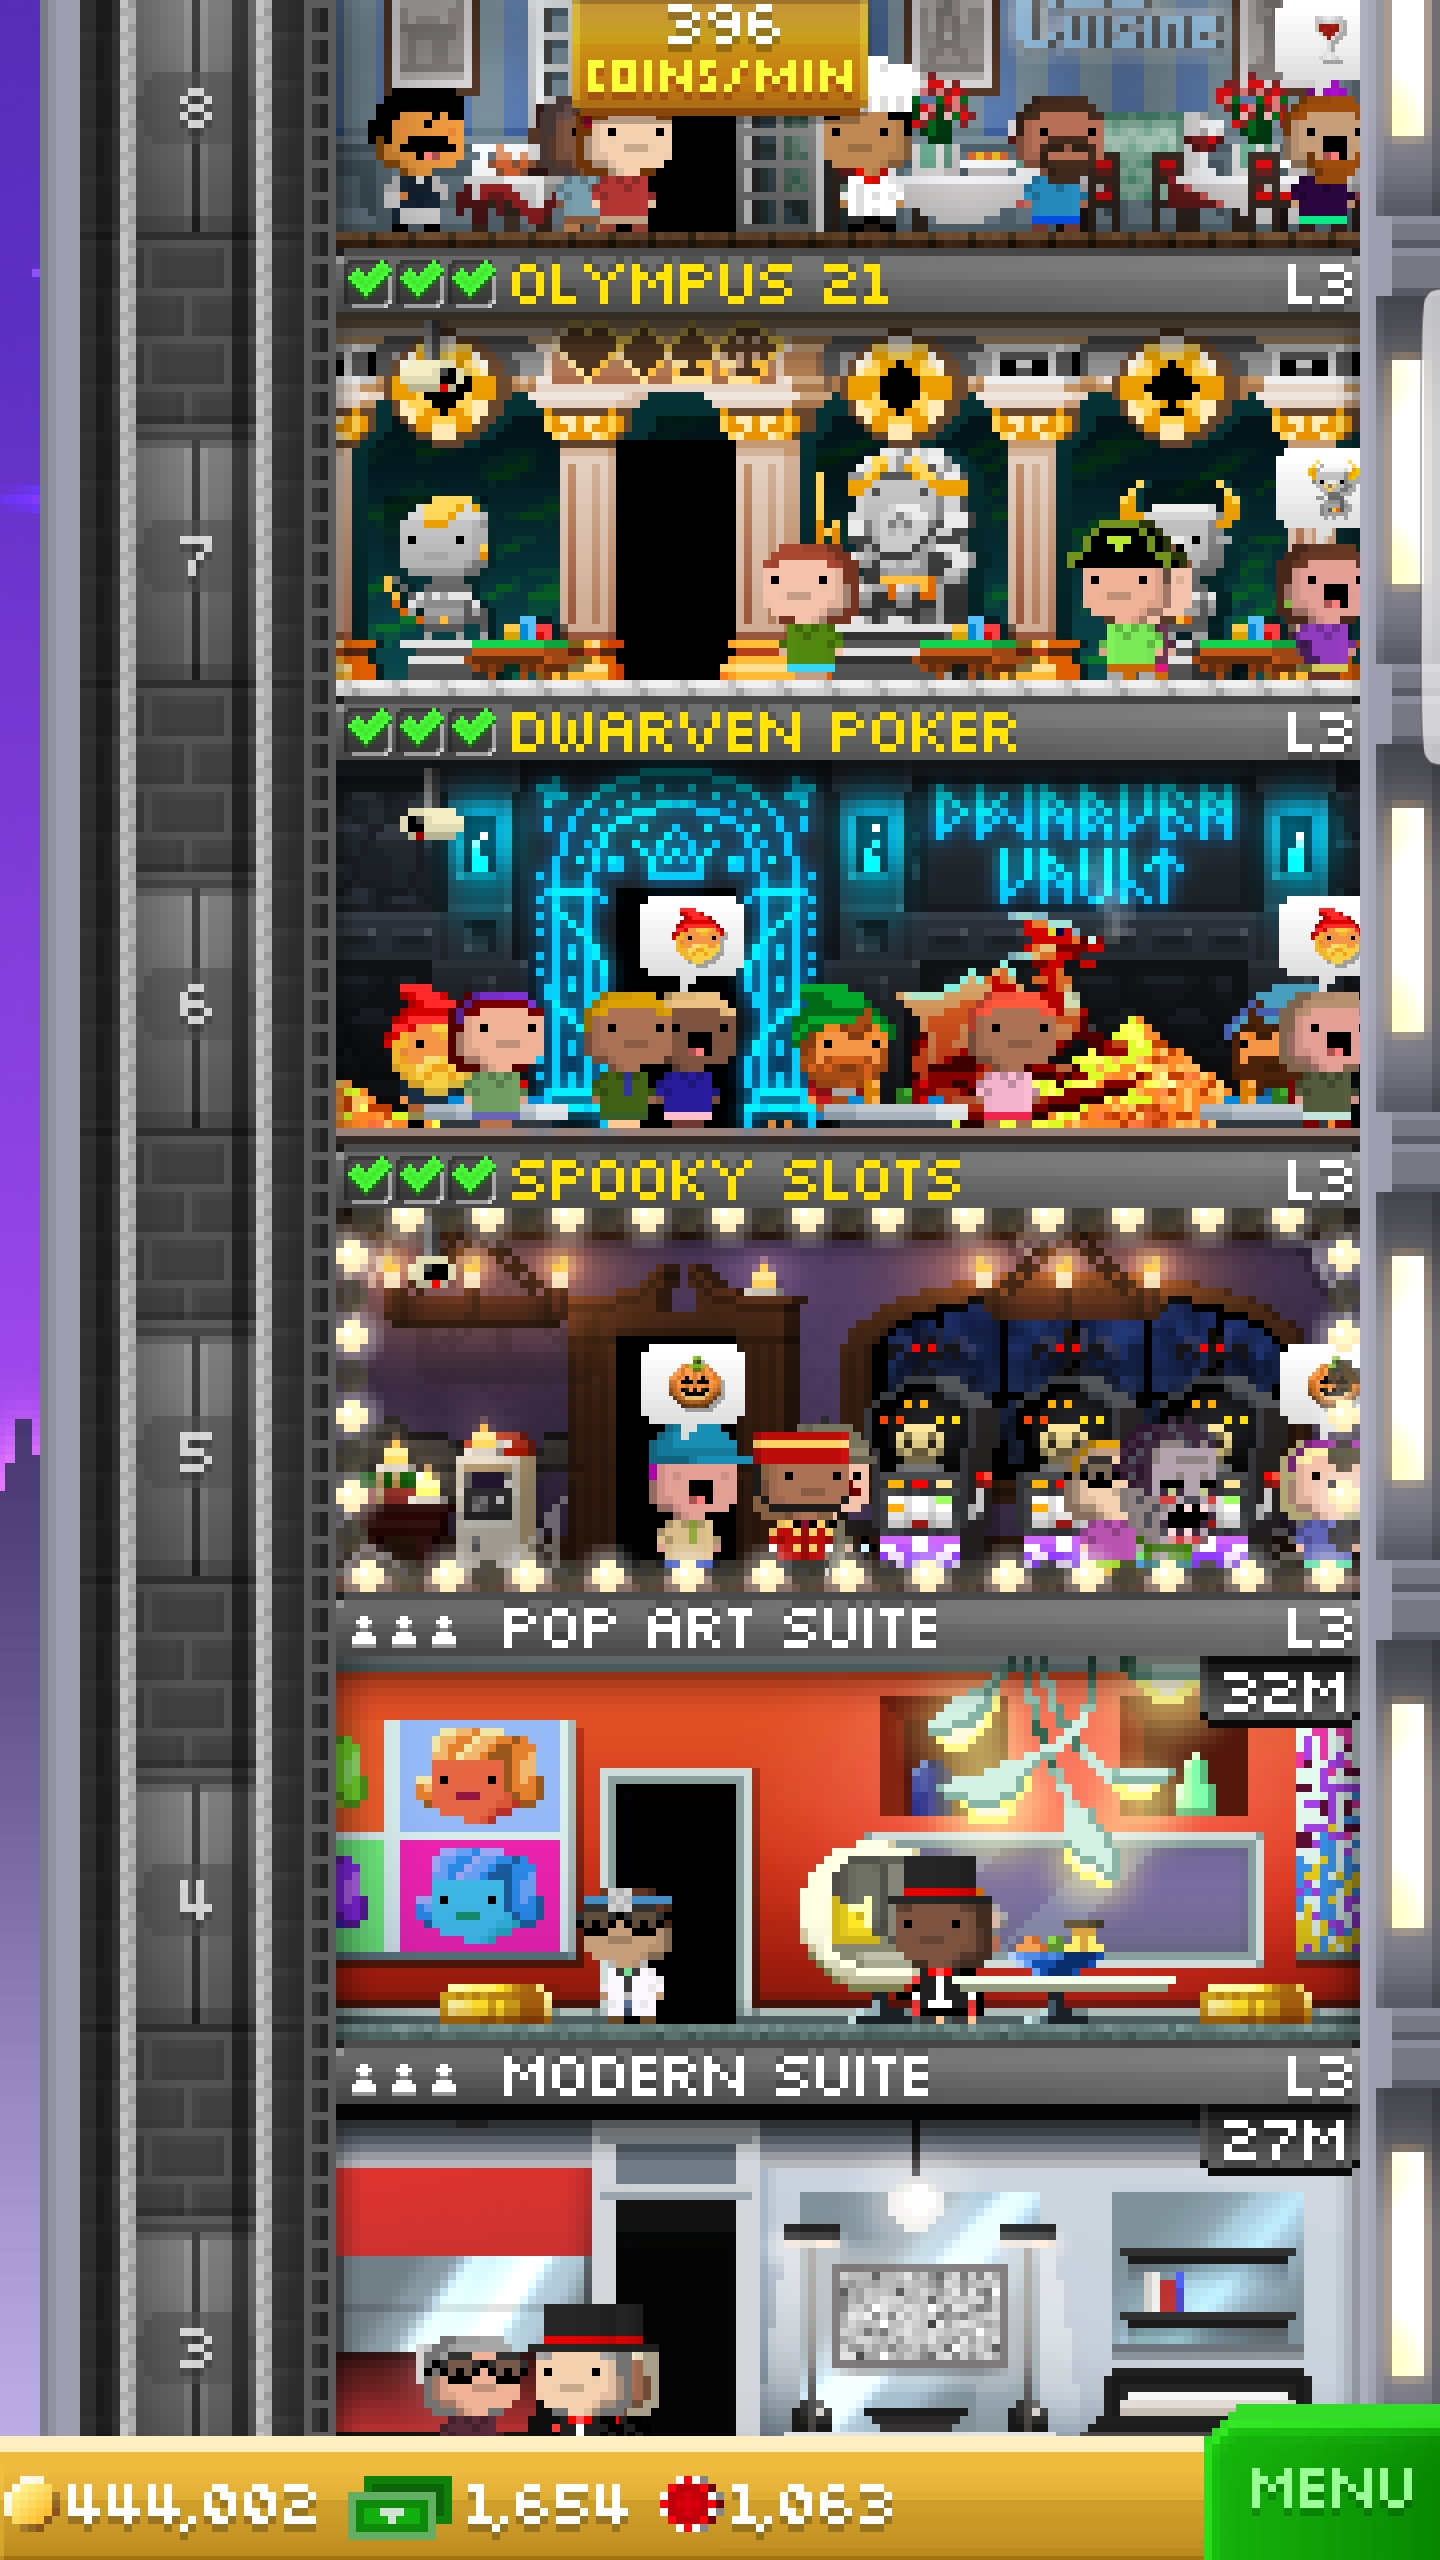 396
COINS/MIN
Cuisine
8
OLYMPUS 21 L3
7
DWARVEN POKER L3
DWARVEN
VAULT
6
SPOOKY SLOTS L3
5
POP ART SUITE L3
32M
4
MODERN SUITE L3
27M
3
444,002 1,654 1,063 MENU